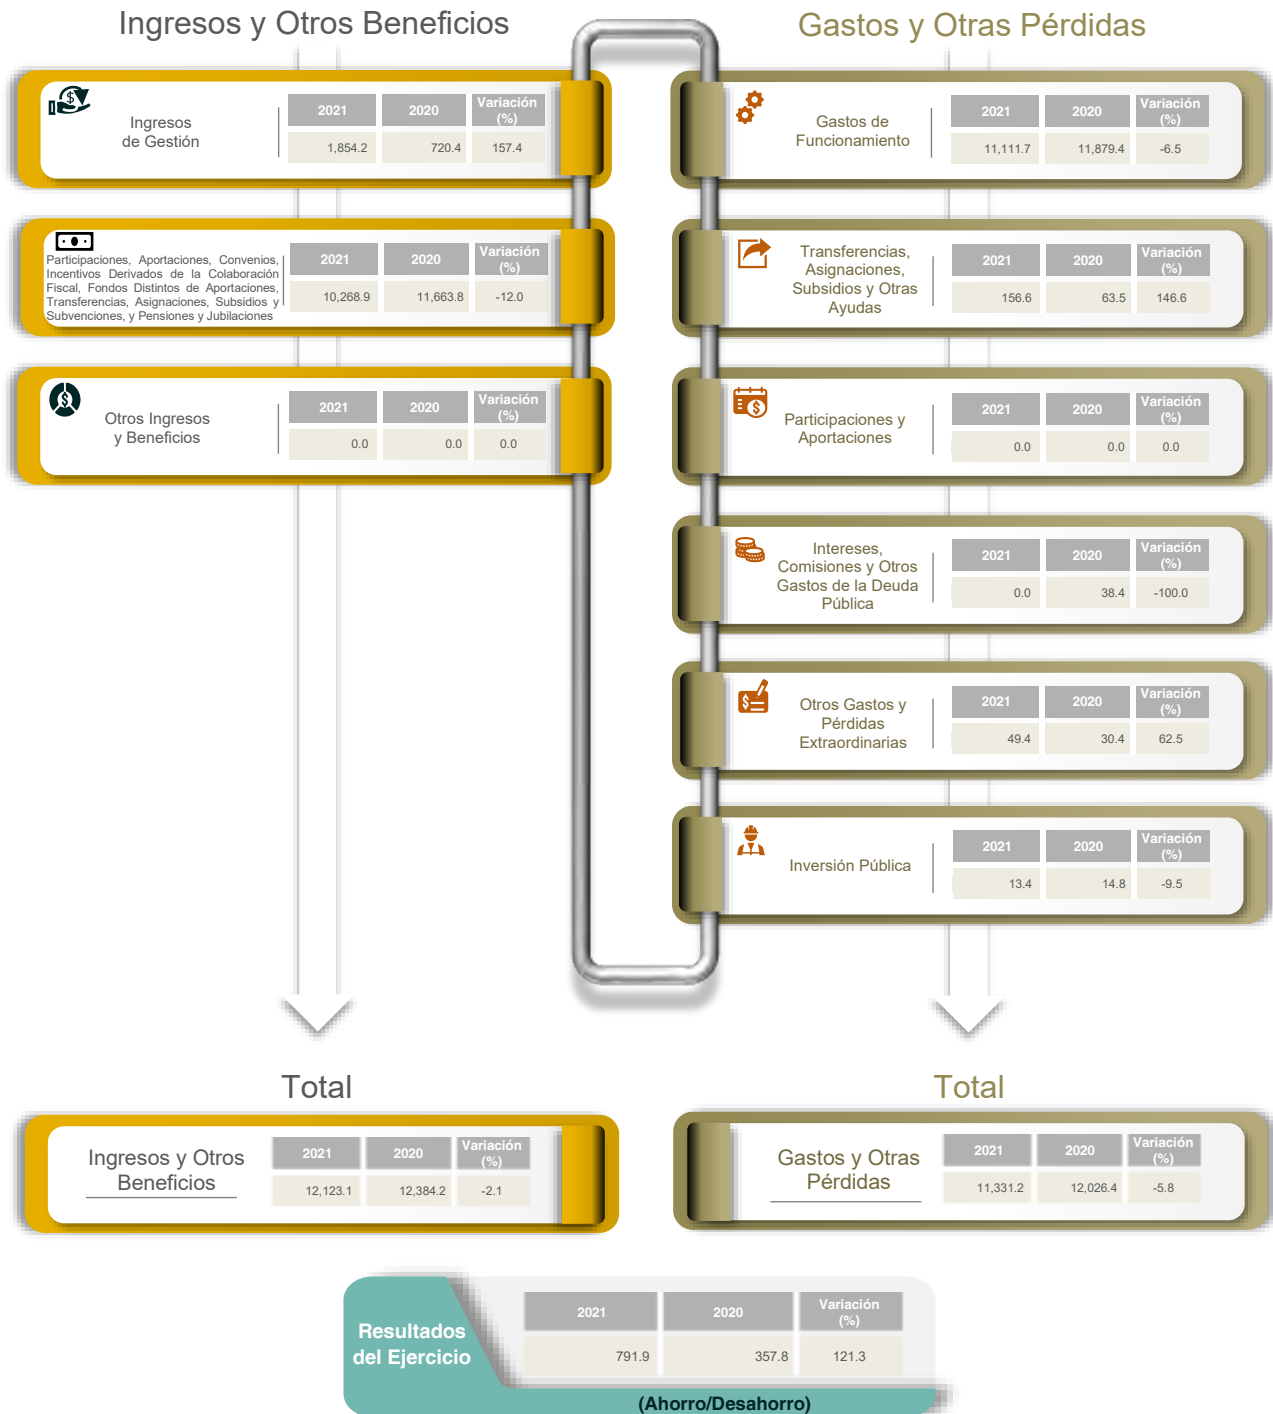 Ingresos y Otros Beneficios
2021 2020 Variación (%)
Ingresos
de Gestión
1,854.2 720.4 157.4
Participaciones, Aportaciones, Convenios,
Incentivos Derivados de la Colaboración
Fiscal, Fondos Distintos de Aportaciones,
Transferencias, Asignaciones, Subsidios y
Subvenciones, y Pensiones y Jubilaciones
2021 2020 Variación (%)
10,268.9 11,663.8 -12.0
Otros Ingresos
y Beneficios
2021 2020 Variación (%)
0.0 0.0 0.0
Gastos y Otras Pérdidas
Gastos de
Funcionamiento
2021 2020 Variación (%)
11,111.7 11,879.4 -6.5
Transferencias,
Asignaciones,
Subsidios y Otras
Ayudas
2021 2020 Variación (%)
156.6 63.5 146.6
Participaciones y
Aportaciones
2021 2020 Variación (%)
0.0 0.0 0.0
Intereses,
Comisiones y Otros
Gastos de la Deuda
Pública
2021 2020 Variación (%)
0.0 38.4 -100.0
Otros Gastos y
Pérdidas
Extraordinarias
2021 2020 Variación (%)
49.4 30.4 62.5
Inversión Pública
2021 2020 Variación (%)
13.4 14.8 -9.5
Total
Ingresos y Otros
Beneficios
2021 2020 Variación (%)
12,123.1 12,384.2 -2.1
Total
Gastos y Otras
Pérdidas
2021 2020 Variación (%)
11,331.2 12,026.4 -5.8
Resultados
del Ejercicio
2021 2020 Variación (%)
791.9 357.8 121.3
(Ahorro/Desahorro)